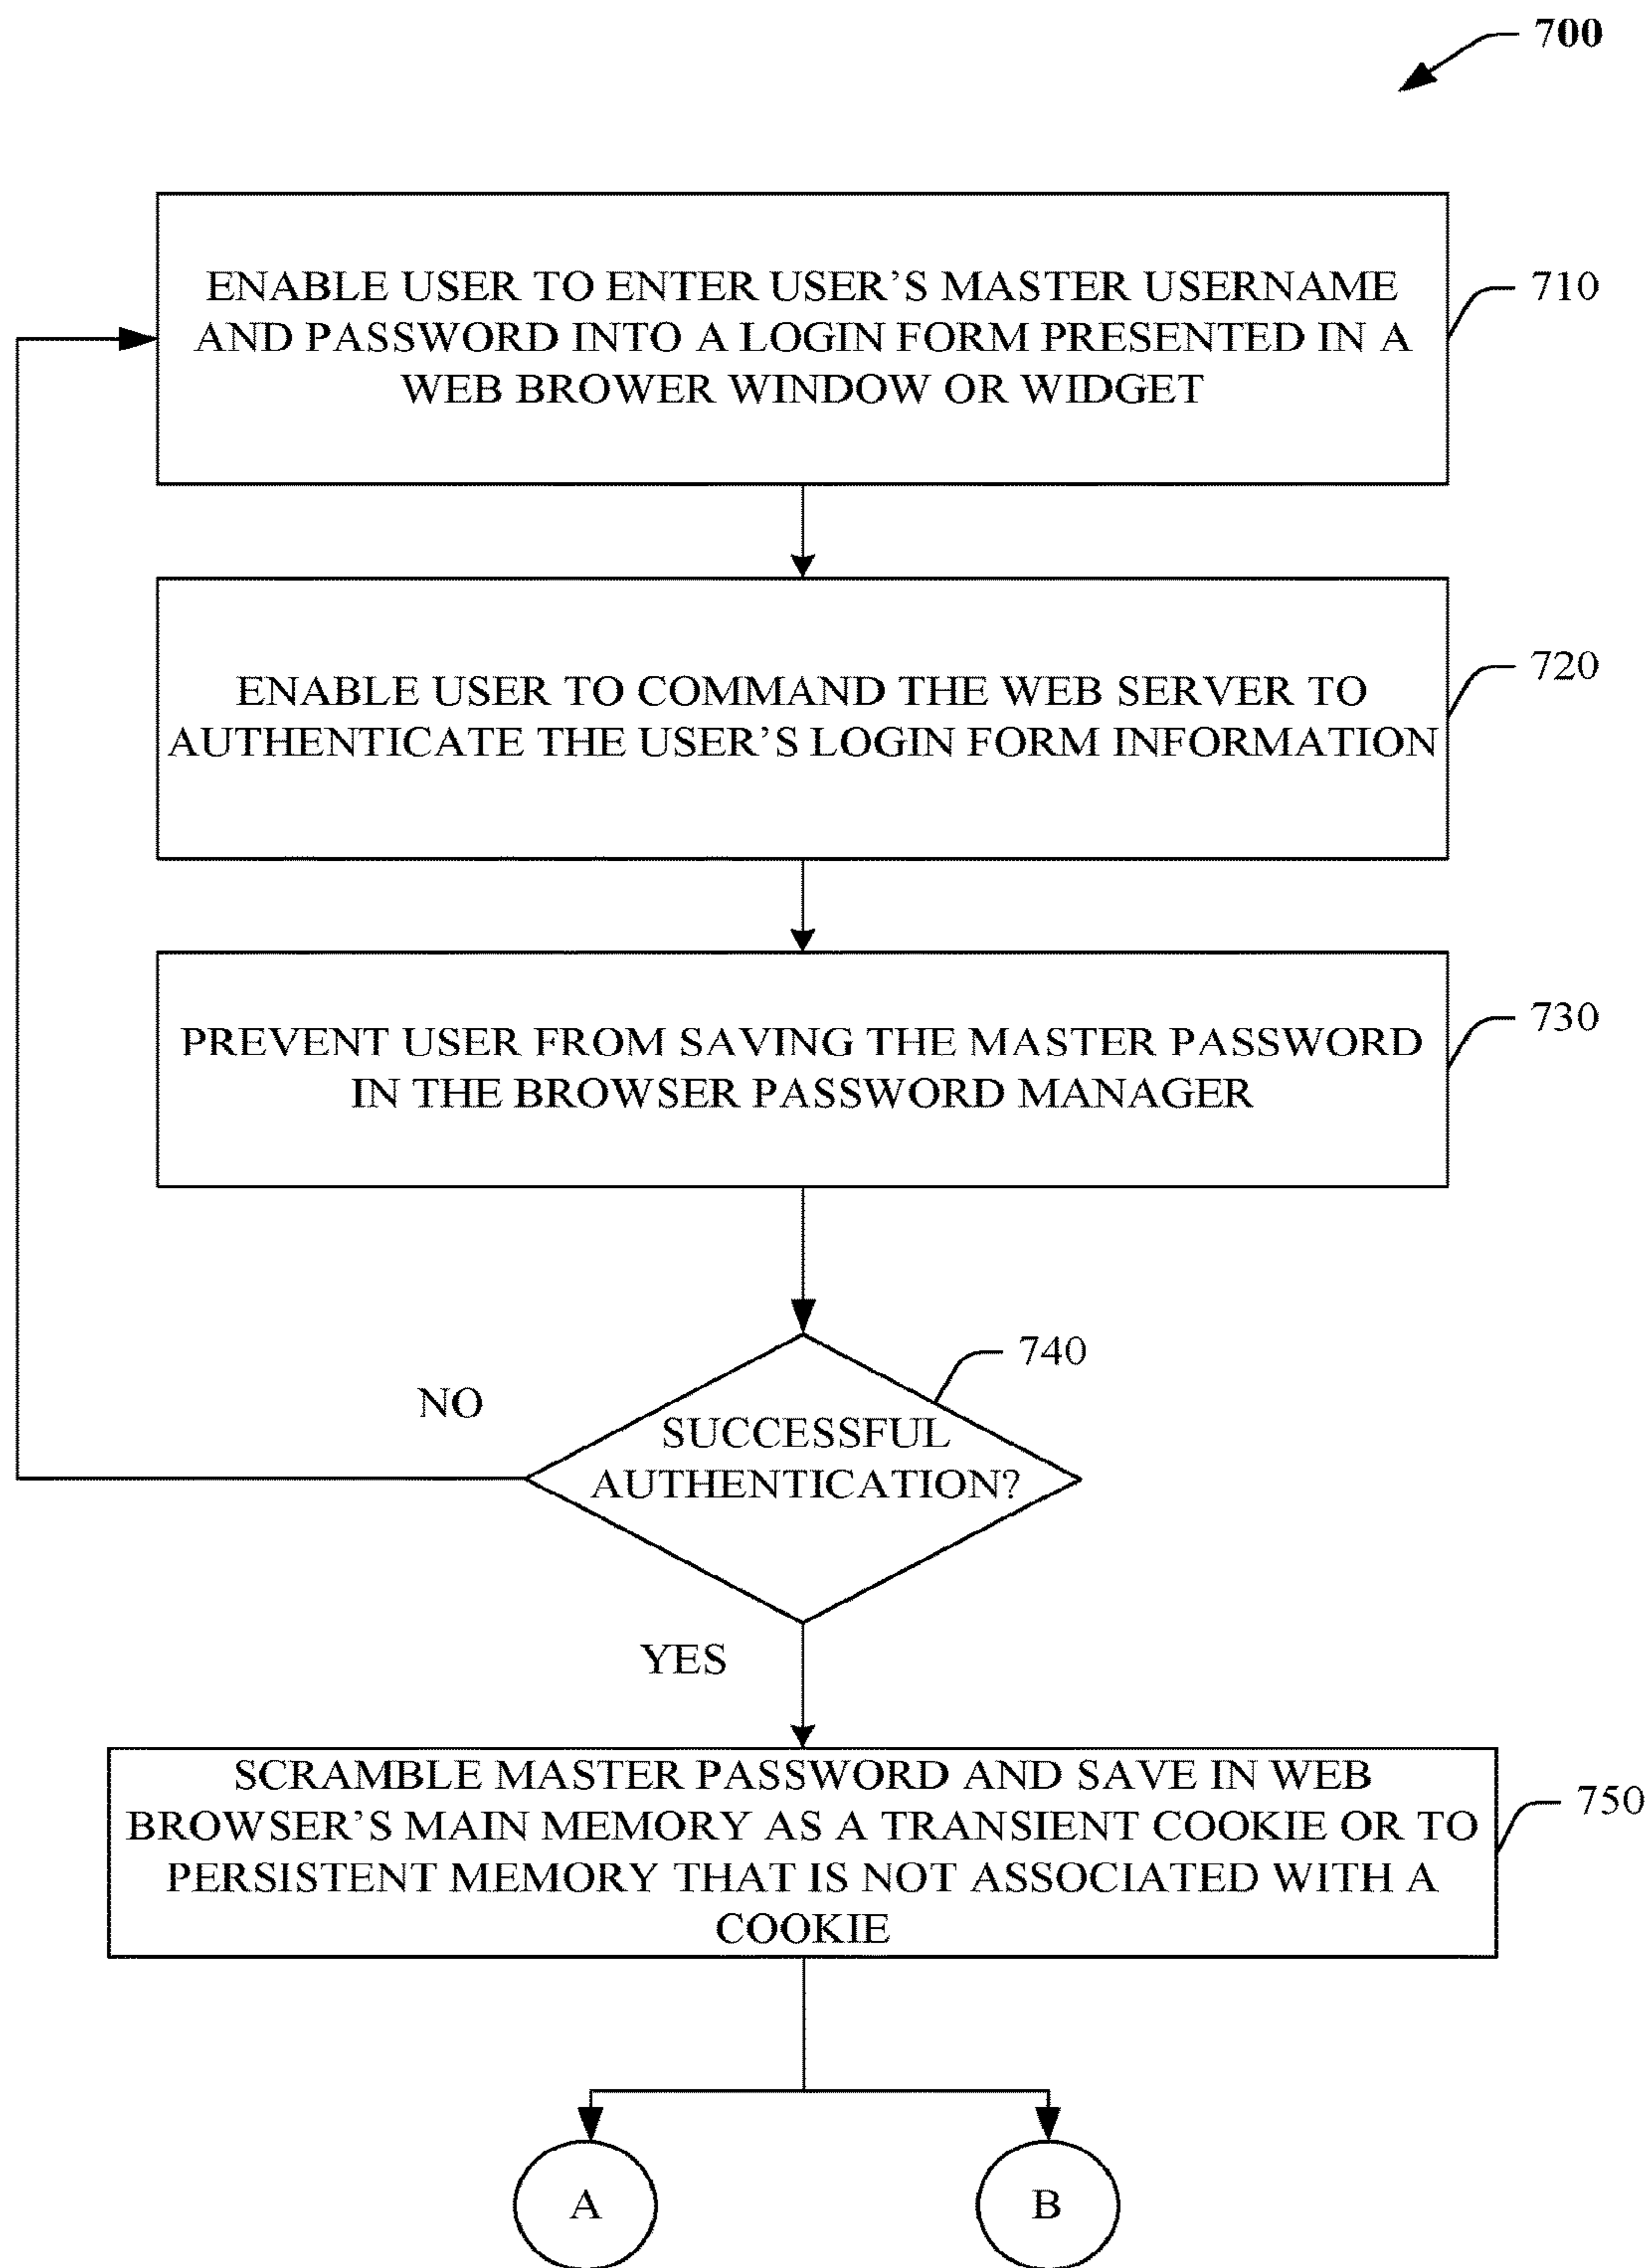 700
ENABLE USER TO ENTER USER'S MASTER USERNAME
AND PASSWORD INTO A LOGIN FORM PRESENTED IN A
WEB BROWER WINDOW OR WIDGET
710
ENABLE USER TO COMMAND THE WEB SERVER TO
AUTHENTICATE THE USER'S LOGIN FORM INFORMATION
720
PREVENT USER FROM SAVING THE MASTER PASSWORD
IN THE BROWSER PASSWORD MANAGER
730
SUCCESSFUL
AUTHENTICATION?
740
NO
YES
SCRAMBLE MASTER PASSWORD AND SAVE IN WEB
BROWSER'S MAIN MEMORY AS A TRANSIENT COOKIE OR TO
PERSISTENT MEMORY THAT IS NOT ASSOCIATED WITH A
COOKIE
750
A
B